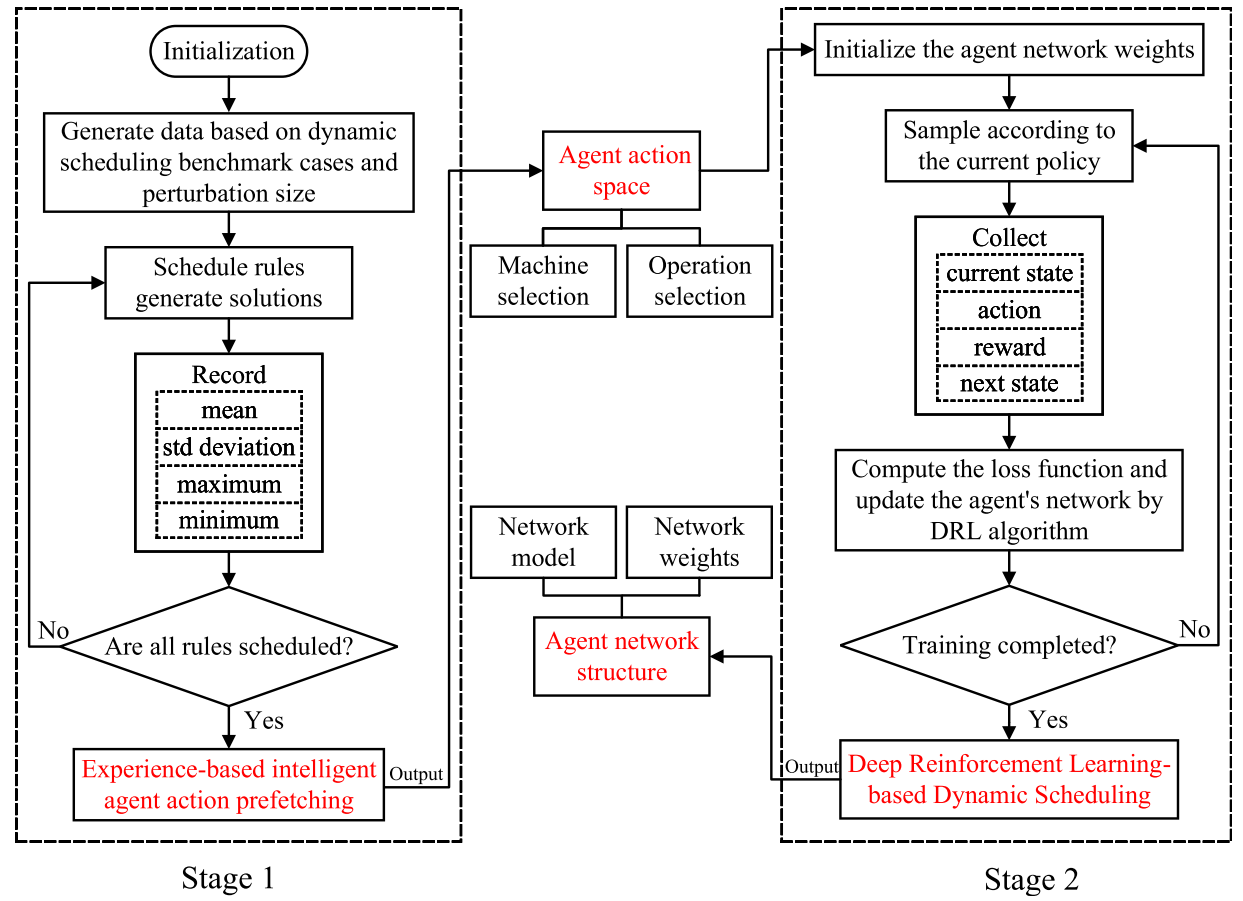 Initialization
Generate data based on dynamic
scheduling benchmark cases and
perturbation size
Schedule rules
generate solutions
Record
mean
std deviation
maximum
minimum
Are all rules scheduled?
No
Yes
Experience-based intelligent
agent action prefetching
Output
Stage 1
Agent action
space
Machine
selection
Operation
selection
Network
model
Network
weights
Agent network
structure
Initialize the agent network weights
Sample according to
the current policy
Collect
current state
action
reward
next state
Compute the loss function and
update the agent's network by
DRL algorithm
Training completed?
No
Yes
Deep Reinforcement Learning-
based Dynamic Scheduling
Output
Stage 2